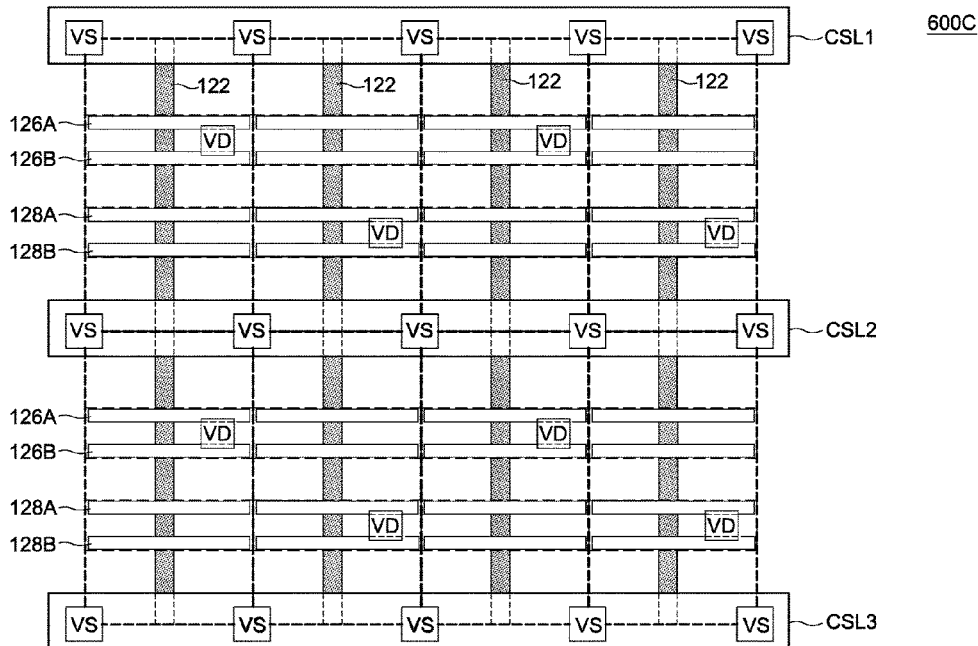 600C
VS VS VS VS VS CSL1
122 122 122 122
126A
VD VD
126B
128A
VD VD
128B
VS VS VS VS VS CSL2
126A
VD VD
126B
128A
VD VD
128B
VS VS VS VS VS CSL3